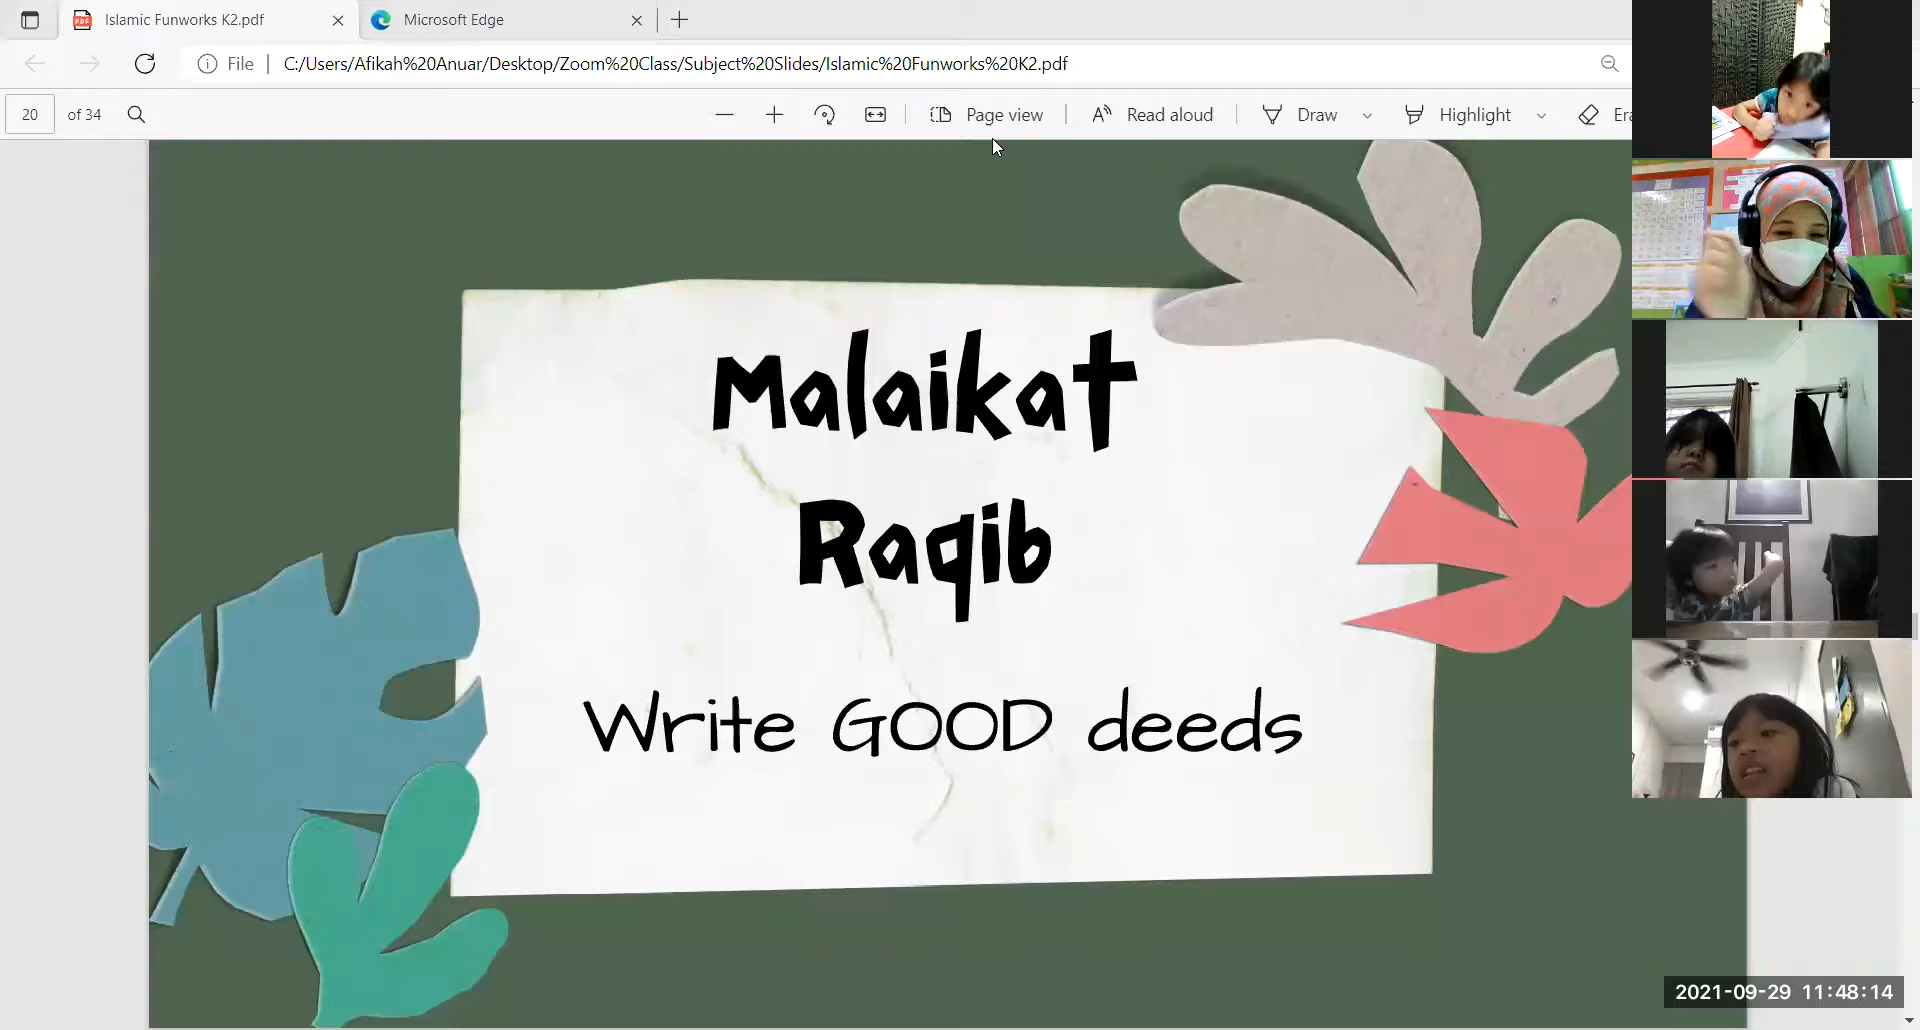 Islamic Funworks K2.pdf
Microsoft Edge
File
C:/Users/Afikah%20Anuar/Desktop/Zoom%20Class/Subject%20Slides/Islamic%20Funworks%20K2.pdf
20 of 34
Page view
Read aloud
Draw
Highlight
Era
Malaikat
Raqib
Write GOOD deeds
2021-09-29 11:48:14